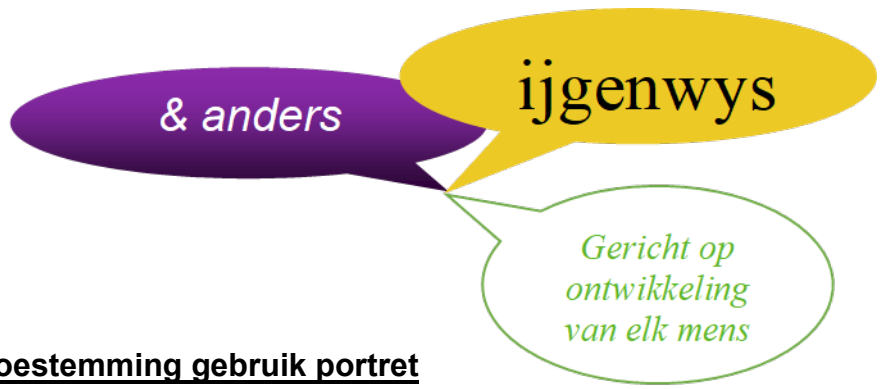 & anders
ijgenwys
Gericht op
ontwikkeling
van elk mens
oestemming gebruik portret